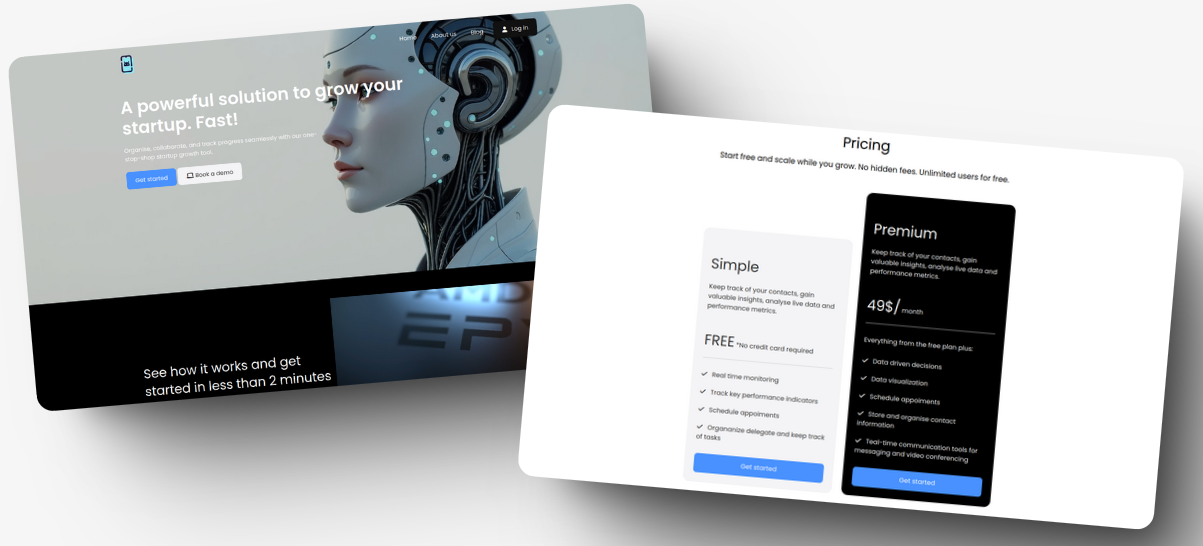 Home About us Blog Log In
A powerful solution to grow your
startup. Fast!
Organise, collaborate, and track progress seamlessly with our one-
stop-shop startup growth tool.
Get started Book a demo
AMD
EPY
See how it works and get
started in less than 2 minutes
Pricing
Start free and scale while you grow. No hidden fees. Unlimited users for free.
Simple
Keep track of your contacts, gain
valuable insights, analyse live data and
performance metrics.
FREE *No credit card required
Real time monitoring
Track key performance indicators
Schedule appoiments
Organanize delegate and keep track
of tasks
Get started
Premium
Keep track of your contacts, gain
valuable insights, analyse live data and
performance metrics.
49$/ month
Everything from the free plan plus:
Data driven decisions
Data visualization
Schedule appoiments
Store and organise contact
information
Teal-time communication tools for
messaging and video conferencing
Get started